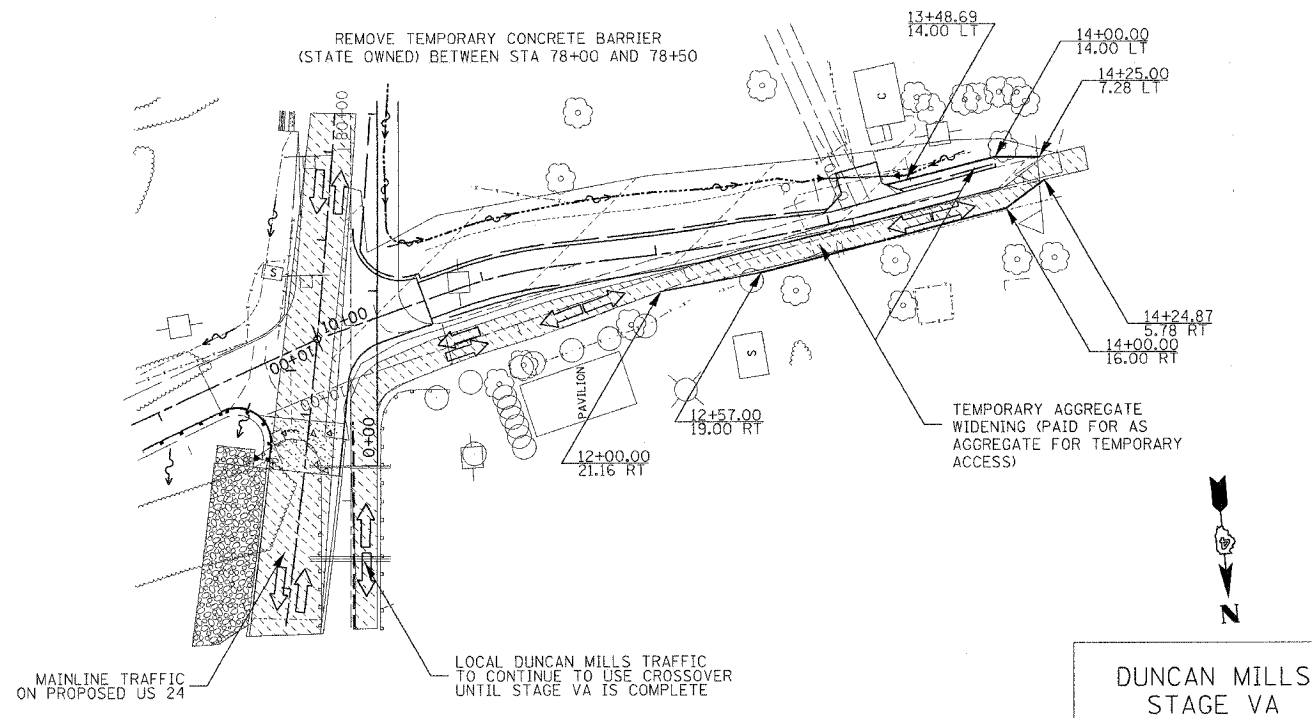 REMOVE TEMPORARY CONCRETE BARRIER
(STATE OWNED) BETWEEN STA 78+00 AND 78+50
13+48.69
14.00 LT
14+00.00
14.00 LT
14+25.00
7.28 LT
80+00
C
S
10+00
10+00
0+00
PAVILION
S
12+00.00
21.16 RT
12+57.00
19.00 RT
14+24.87
5.78 RT
14+00.00
16.00 RT
TEMPORARY AGGREGATE
WIDENING (PAID FOR AS
AGGREGATE FOR TEMPORARY
ACCESS)
N
MAINLINE TRAFFIC
ON PROPOSED US 24
LOCAL DUNCAN MILLS TRAFFIC
TO CONTINUE TO USE CROSSOVER
UNTIL STAGE VA IS COMPLETE
DUNCAN MILLS
STAGE VA